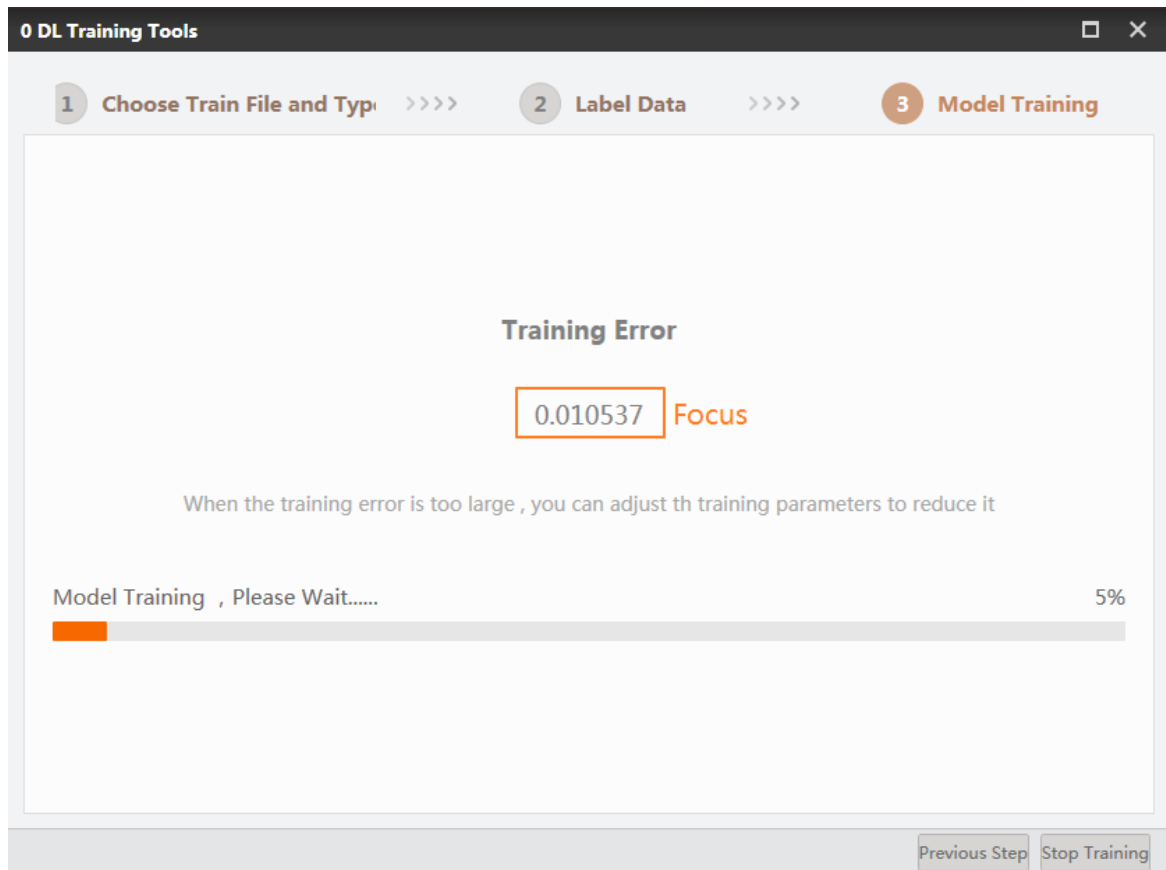 0 DL Training Tools
1 Choose Train File and Typ >>>> 2 Label Data >>>> 3 Model Training
Training Error
0.010537 Focus
When the training error is too large , you can adjust th training parameters to reduce it
Model Training , Please Wait...... 5%
Previous Step Stop Training